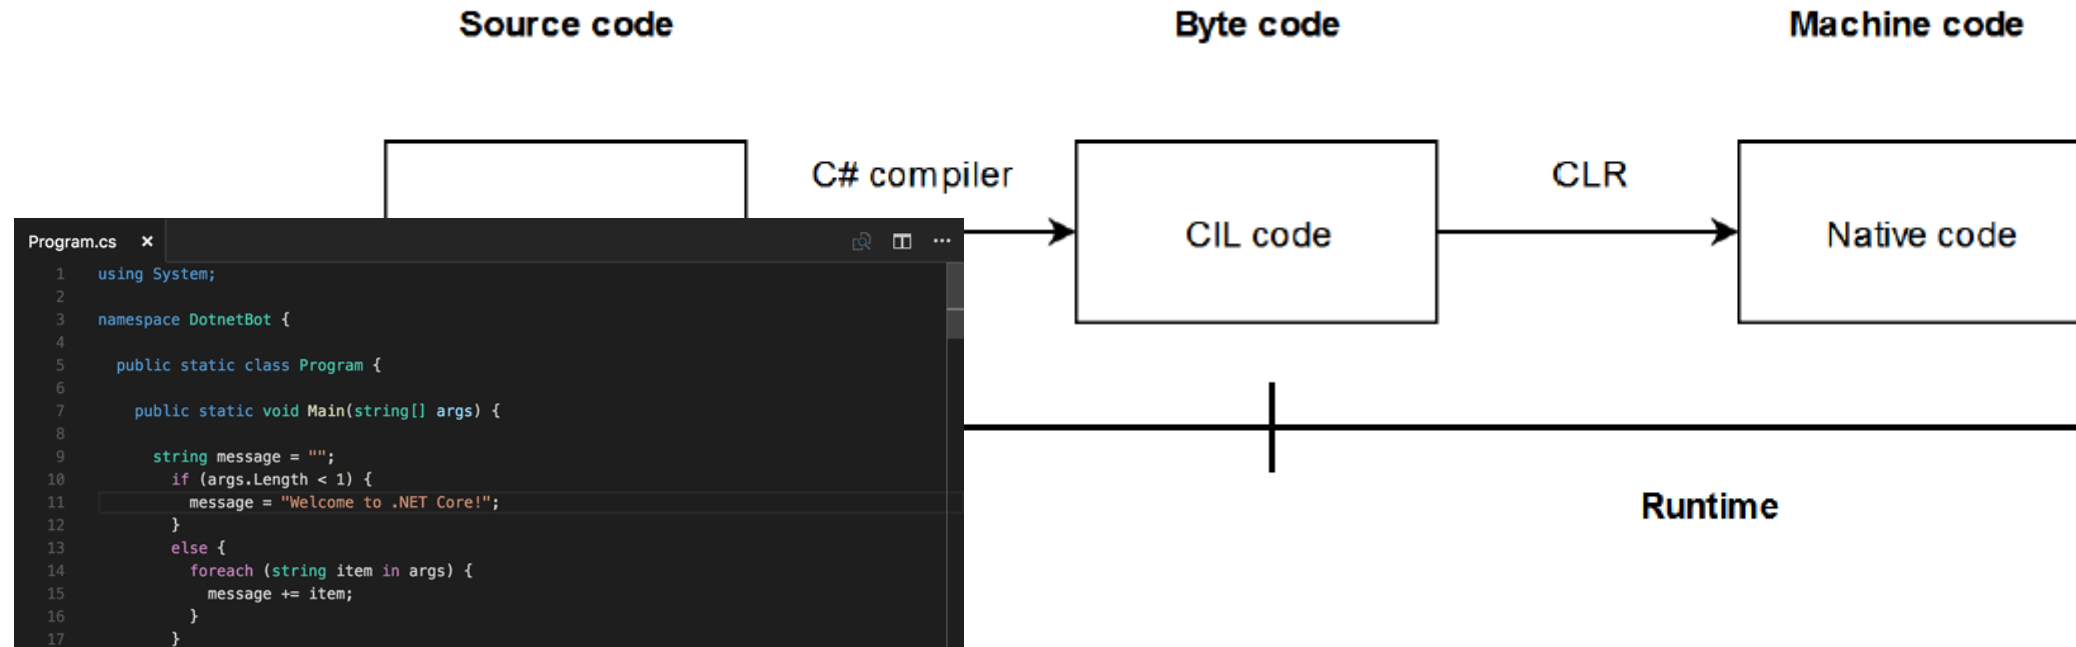 Source code
Byte code
Machine code
C# compiler
CLR
CIL code
Native code
Runtime
Program.cs
1 using System;
2
3 namespace DotnetBot {
4
5 public static class Program {
6
7 public static void Main(string[] args) {
8
9 string message = "";
10 if (args.Length < 1) {
11 message = "Welcome to .NET Core!";
12 }
13 else {
14 foreach (string item in args) {
15 message += item;
16 }
17 }